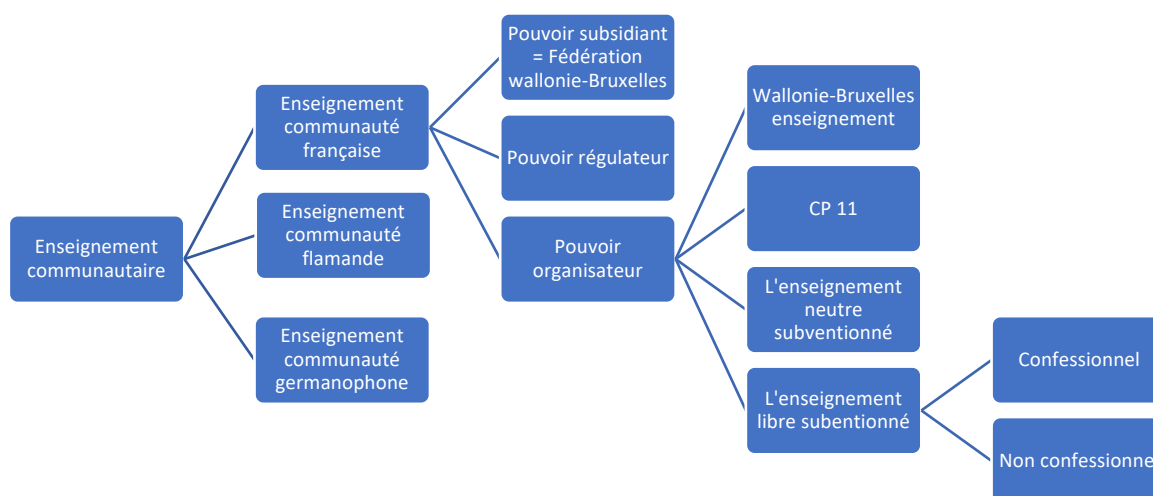 Enseignement
communautaire
Enseignement
communauté
française
Enseignement
communauté
flamande
Enseignement
communauté
germanophone
Pouvoir subsidiant
= Fédération
wallonie-Bruxelles
Pouvoir régulateur
Pouvoir
organisateur
Wallonie-Bruxelles
enseignement
CP 11
L'enseignement
neutre
subventionné
L'enseignement
libre subentionné
Confessionnel
Non confessionne